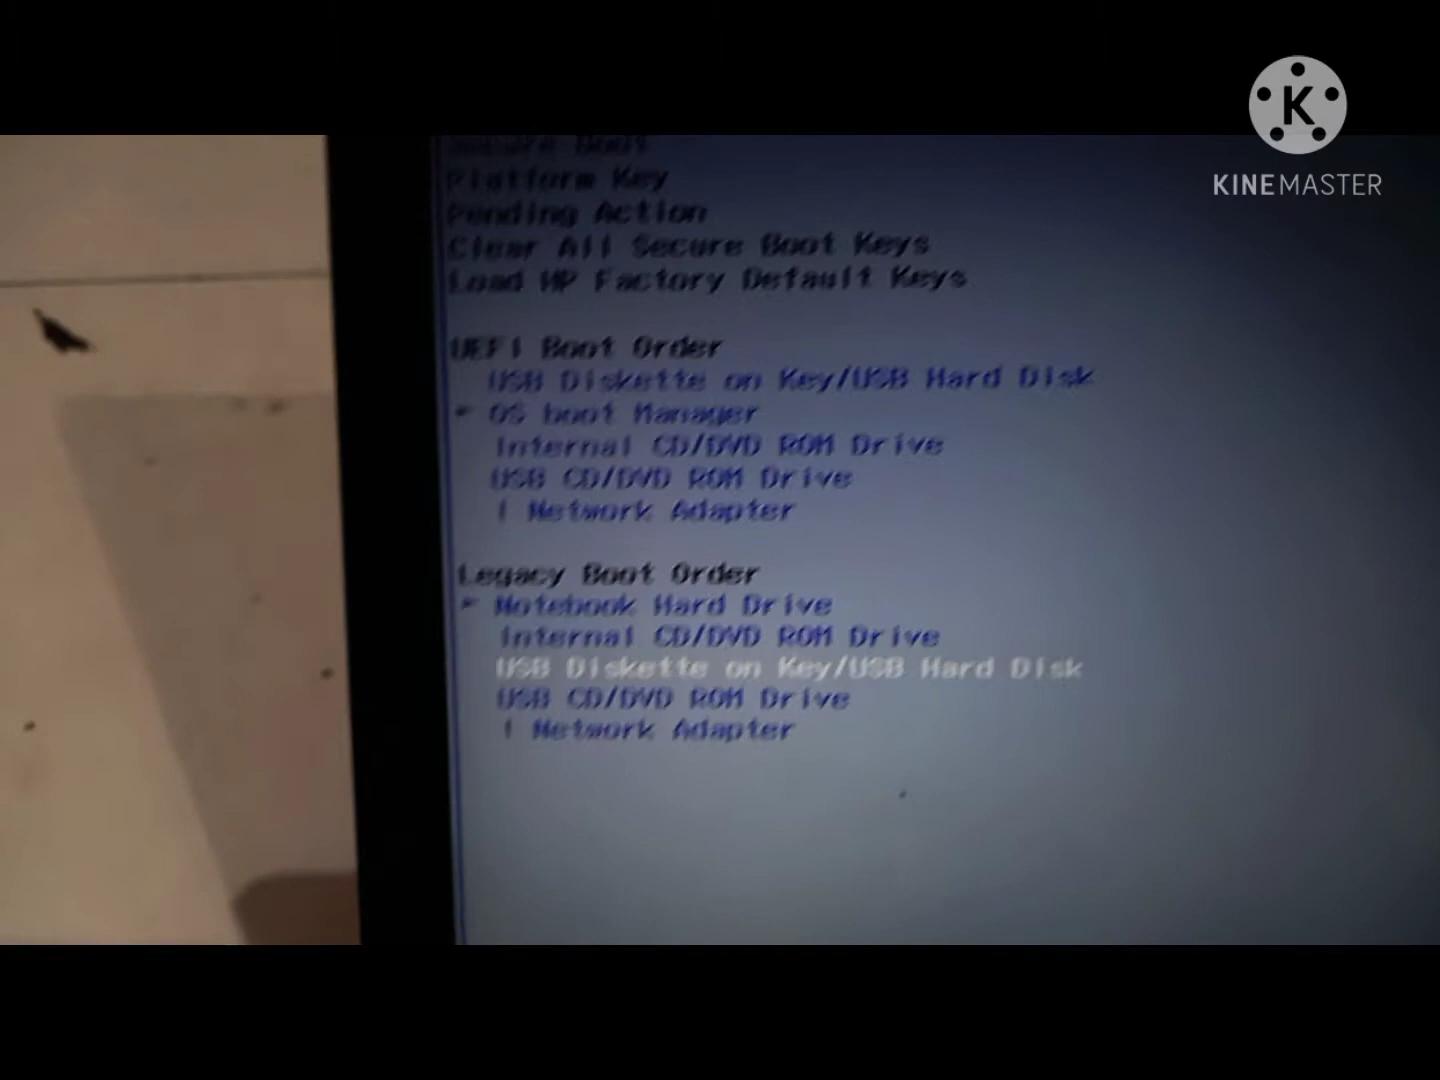 KINEMASTER
Secure Boot
Platform Key
Pending Action
Clear All Secure Boot Keys
Load HP Factory Default Keys
UEFI Boot Order
USB Diskette on Key/USB Hard Disk
OS boot Manager
Internal CD/DVD ROM Drive
USB CD/DVD ROM Drive
! Network Adapter
Legacy Boot Order
Notebook Hard Drive
Internal CD/DVD ROM Drive
USB Diskette on Key/USB Hard Disk
USB CD/DVD ROM Drive
! Network Adapter